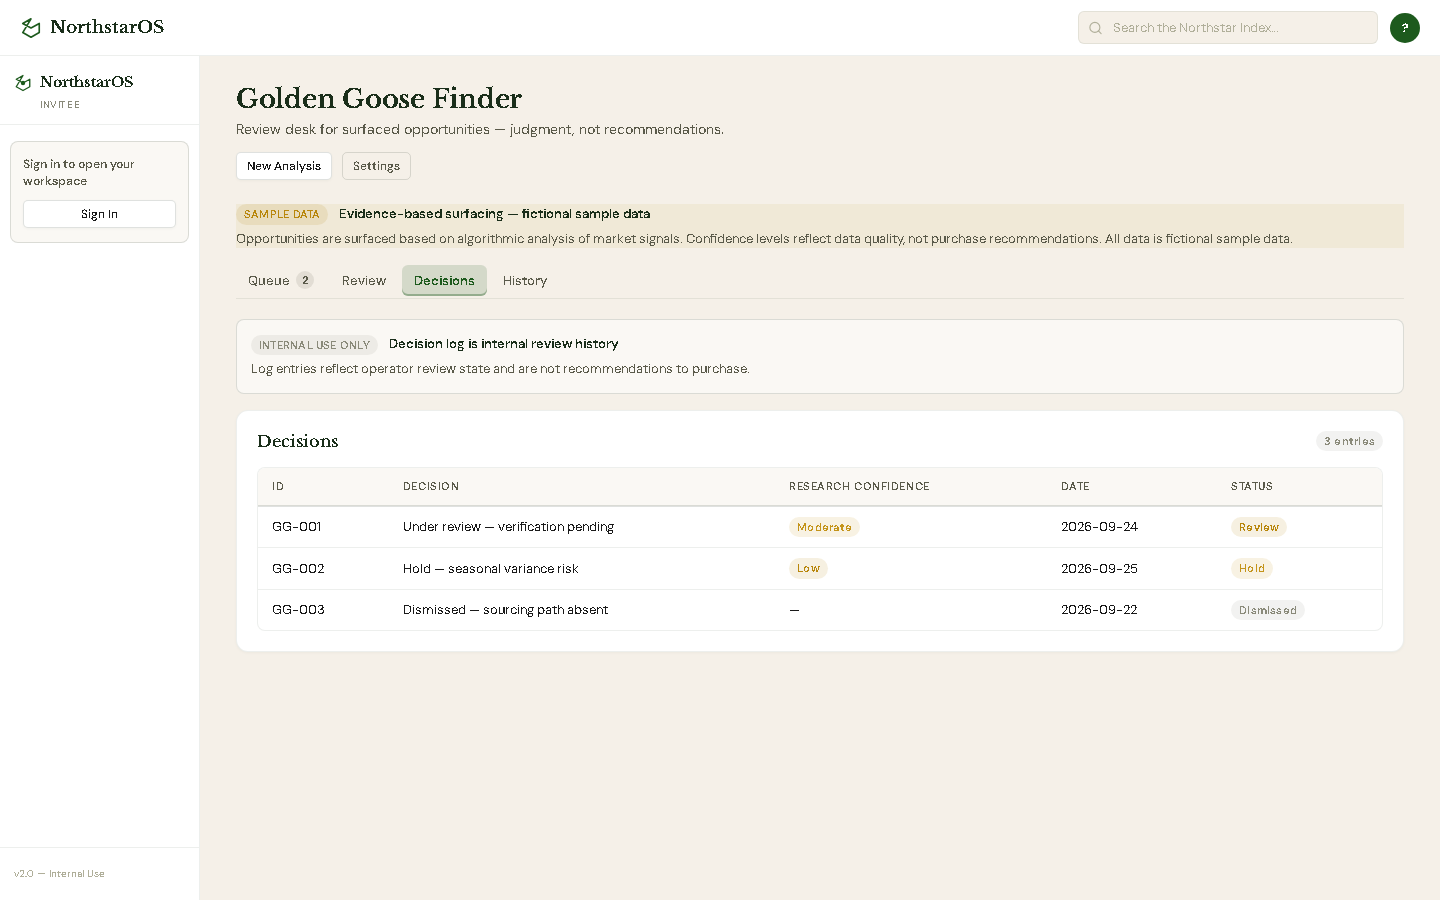 NorthstarOS
Search the Northstar Index...
?
NorthstarOS
INVITEE
Sign in to open your
workspace
Sign In
v2.0 — Internal Use
Golden Goose Finder
Review desk for surfaced opportunities — judgment, not recommendations.
New Analysis Settings
SAMPLE DATA Evidence-based surfacing — fictional sample data
Opportunities are surfaced based on algorithmic analysis of market signals. Confidence levels reflect data quality, not purchase recommendations. All data is fictional sample data.
Queue 2 Review Decisions History
INTERNAL USE ONLY Decision log is internal review history
Log entries reflect operator review state and are not recommendations to purchase.
Decisions 3 entries
ID DECISION RESEARCH CONFIDENCE DATE STATUS
GG-001 Under review — verification pending Moderate 2026-09-24 Review
GG-002 Hold — seasonal variance risk Low 2026-09-25 Hold
GG-003 Dismissed — sourcing path absent — 2026-09-22 Dismissed